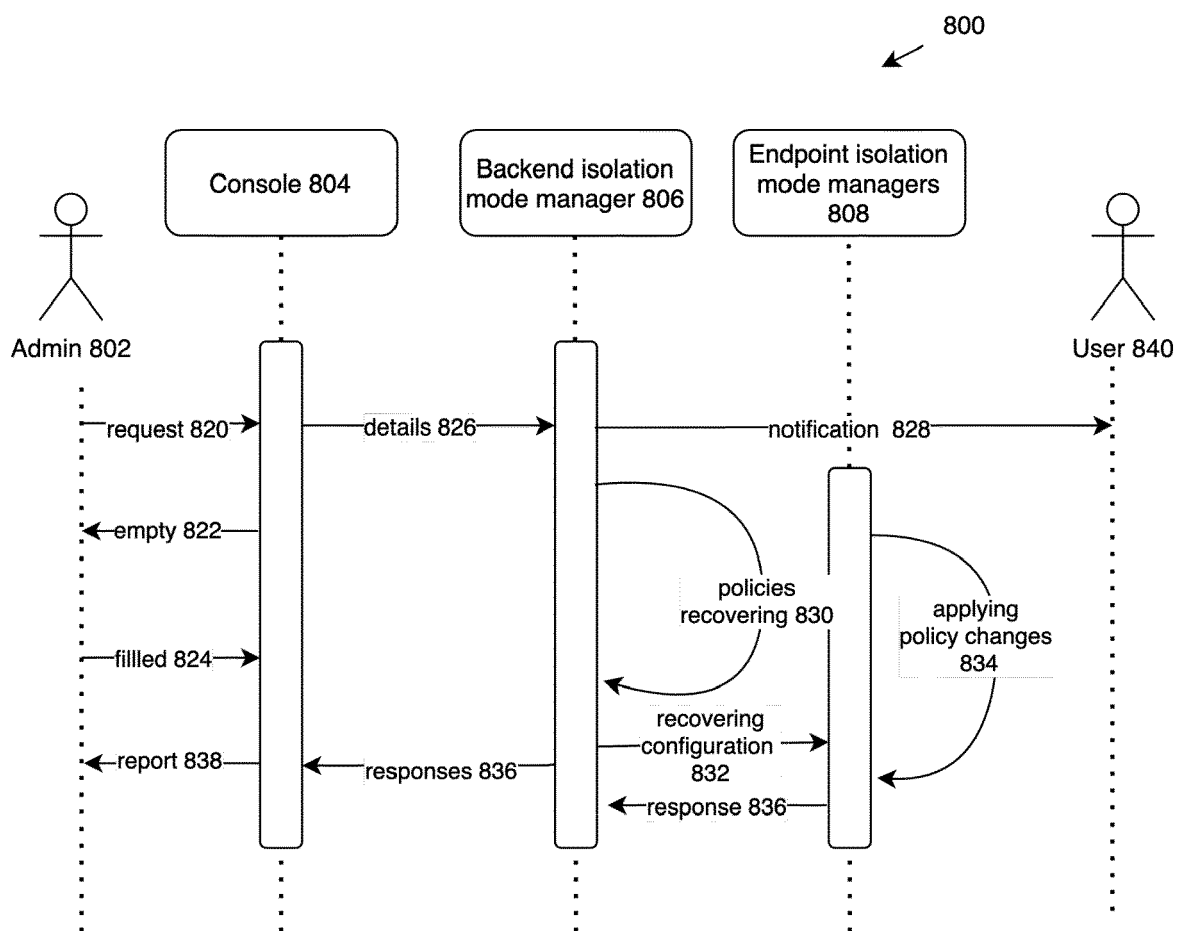 800
Console 804
Backend isolation
mode manager 806
Endpoint isolation
mode managers
808
Admin 802
User 840
request 820
details 826
notification 828
empty 822
policies
recovering 830
applying
policy changes
834
fillled 824
recovering
configuration
832
report 838
responses 836
response 836